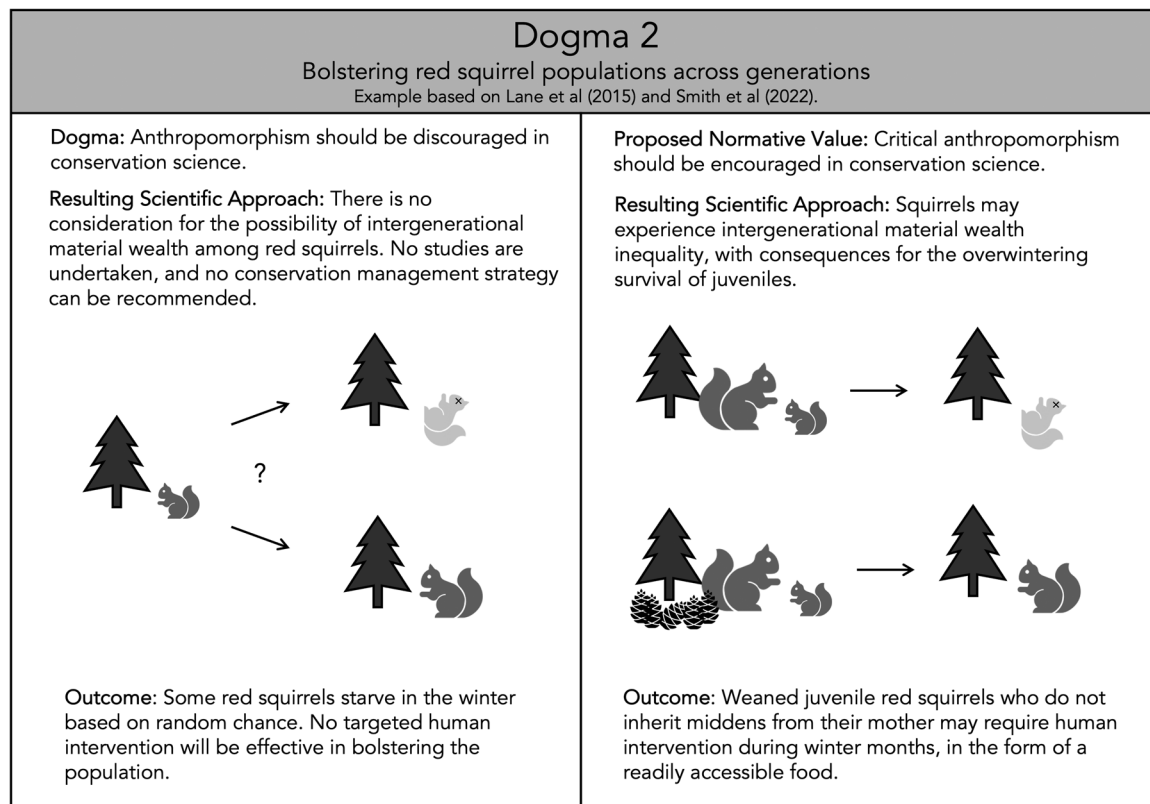 Dogma 2
Bolstering red squirrel populations across generations
Example based on Lane et al (2015) and Smith et al (2022).
Dogma: Anthropomorphism should be discouraged in
conservation science.
Resulting Scientific Approach: There is no
consideration for the possibility of intergenerational
material wealth among red squirrels. No studies are
undertaken, and no conservation management strategy
can be recommended.
?
Outcome: Some red squirrels starve in the winter
based on random chance. No targeted human
intervention will be effective in bolstering the
population.
Proposed Normative Value: Critical anthropomorphism
should be encouraged in conservation science.
Resulting Scientific Approach: Squirrels may
experience intergenerational material wealth
inequality, with consequences for the overwintering
survival of juveniles.
Outcome: Weaned juvenile red squirrels who do not
inherit middens from their mother may require human
intervention during winter months, in the form of a
readily accessible food.